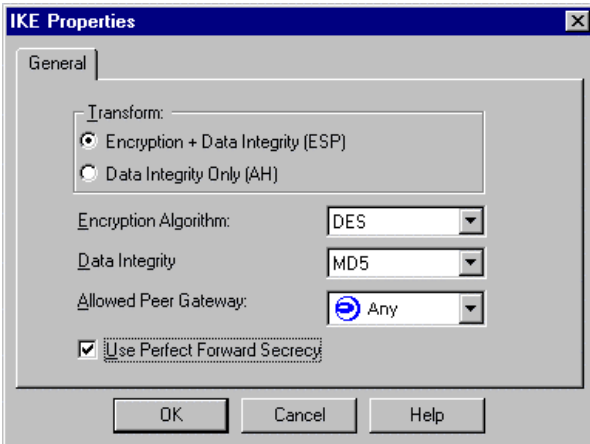 IKE Properties
General
Transform:
Encryption + Data Integrity (ESP)
Data Integrity Only (AH)
Encryption Algorithm:
DES
Data Integrity
MD5
Allowed Peer Gateway:
Any
Use Perfect Forward Secrecy
OK
Cancel
Help